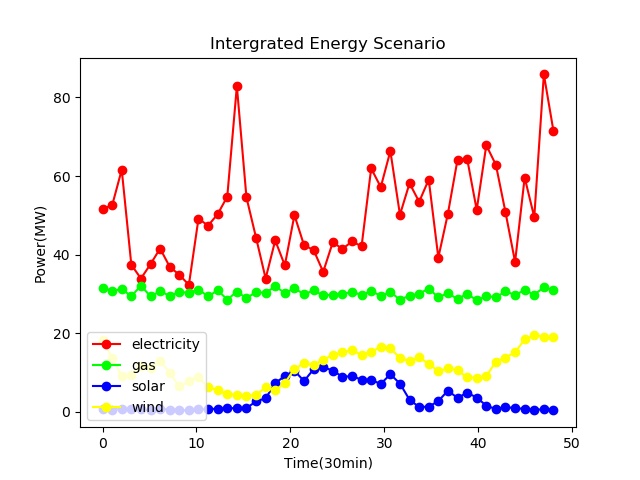 Intergrated Energy Scenario
Power(MW)
80
60
40
20
0
electricity
gas
solar
wind
0 10 20 30 40 50
Time(30min)